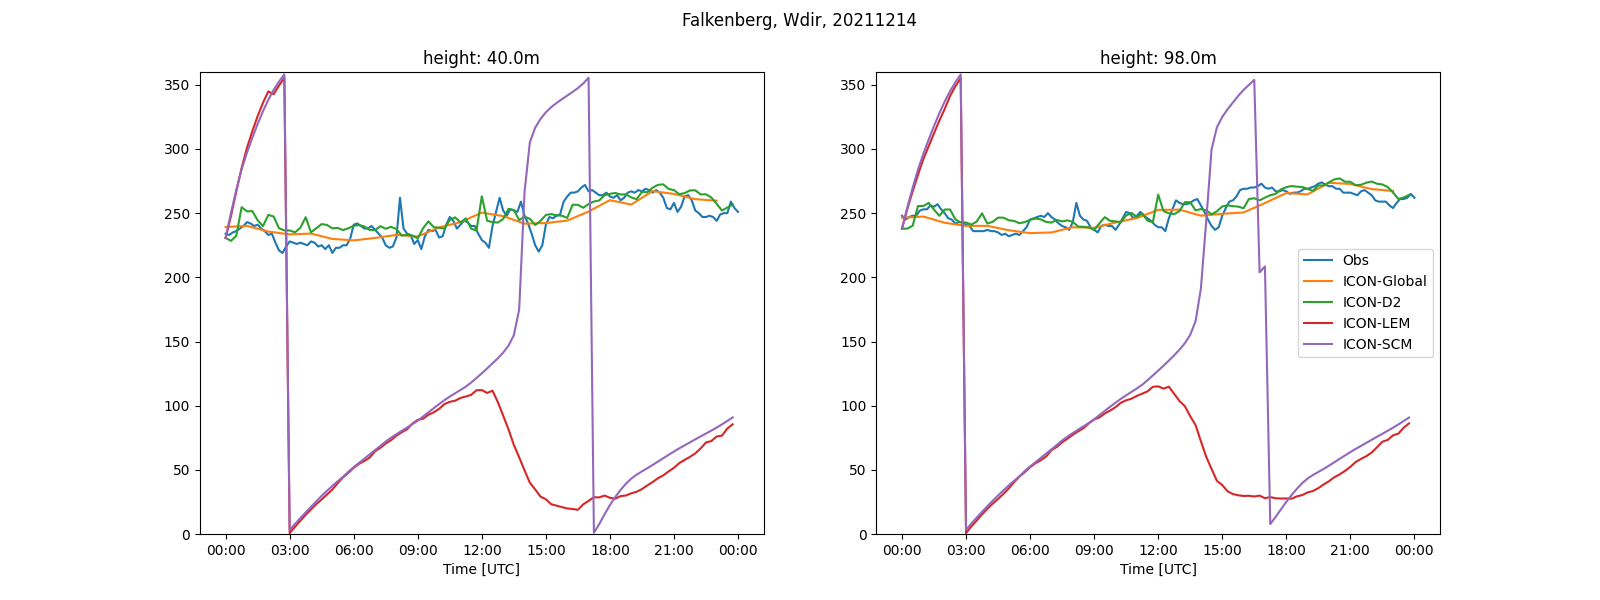 Falkenberg, Wdir, 20211214
height: 40.0m
350
300
250
200
150
100
50
0
00:00 03:00 06:00 09:00 12:00 15:00 18:00 21:00 00:00
Time [UTC]
height: 98.0m
350
300
250
200
150
100
50
0
00:00 03:00 06:00 09:00 12:00 15:00 18:00 21:00 00:00
Time [UTC]
Obs
ICON-Global
ICON-D2
ICON-LEM
ICON-SCM